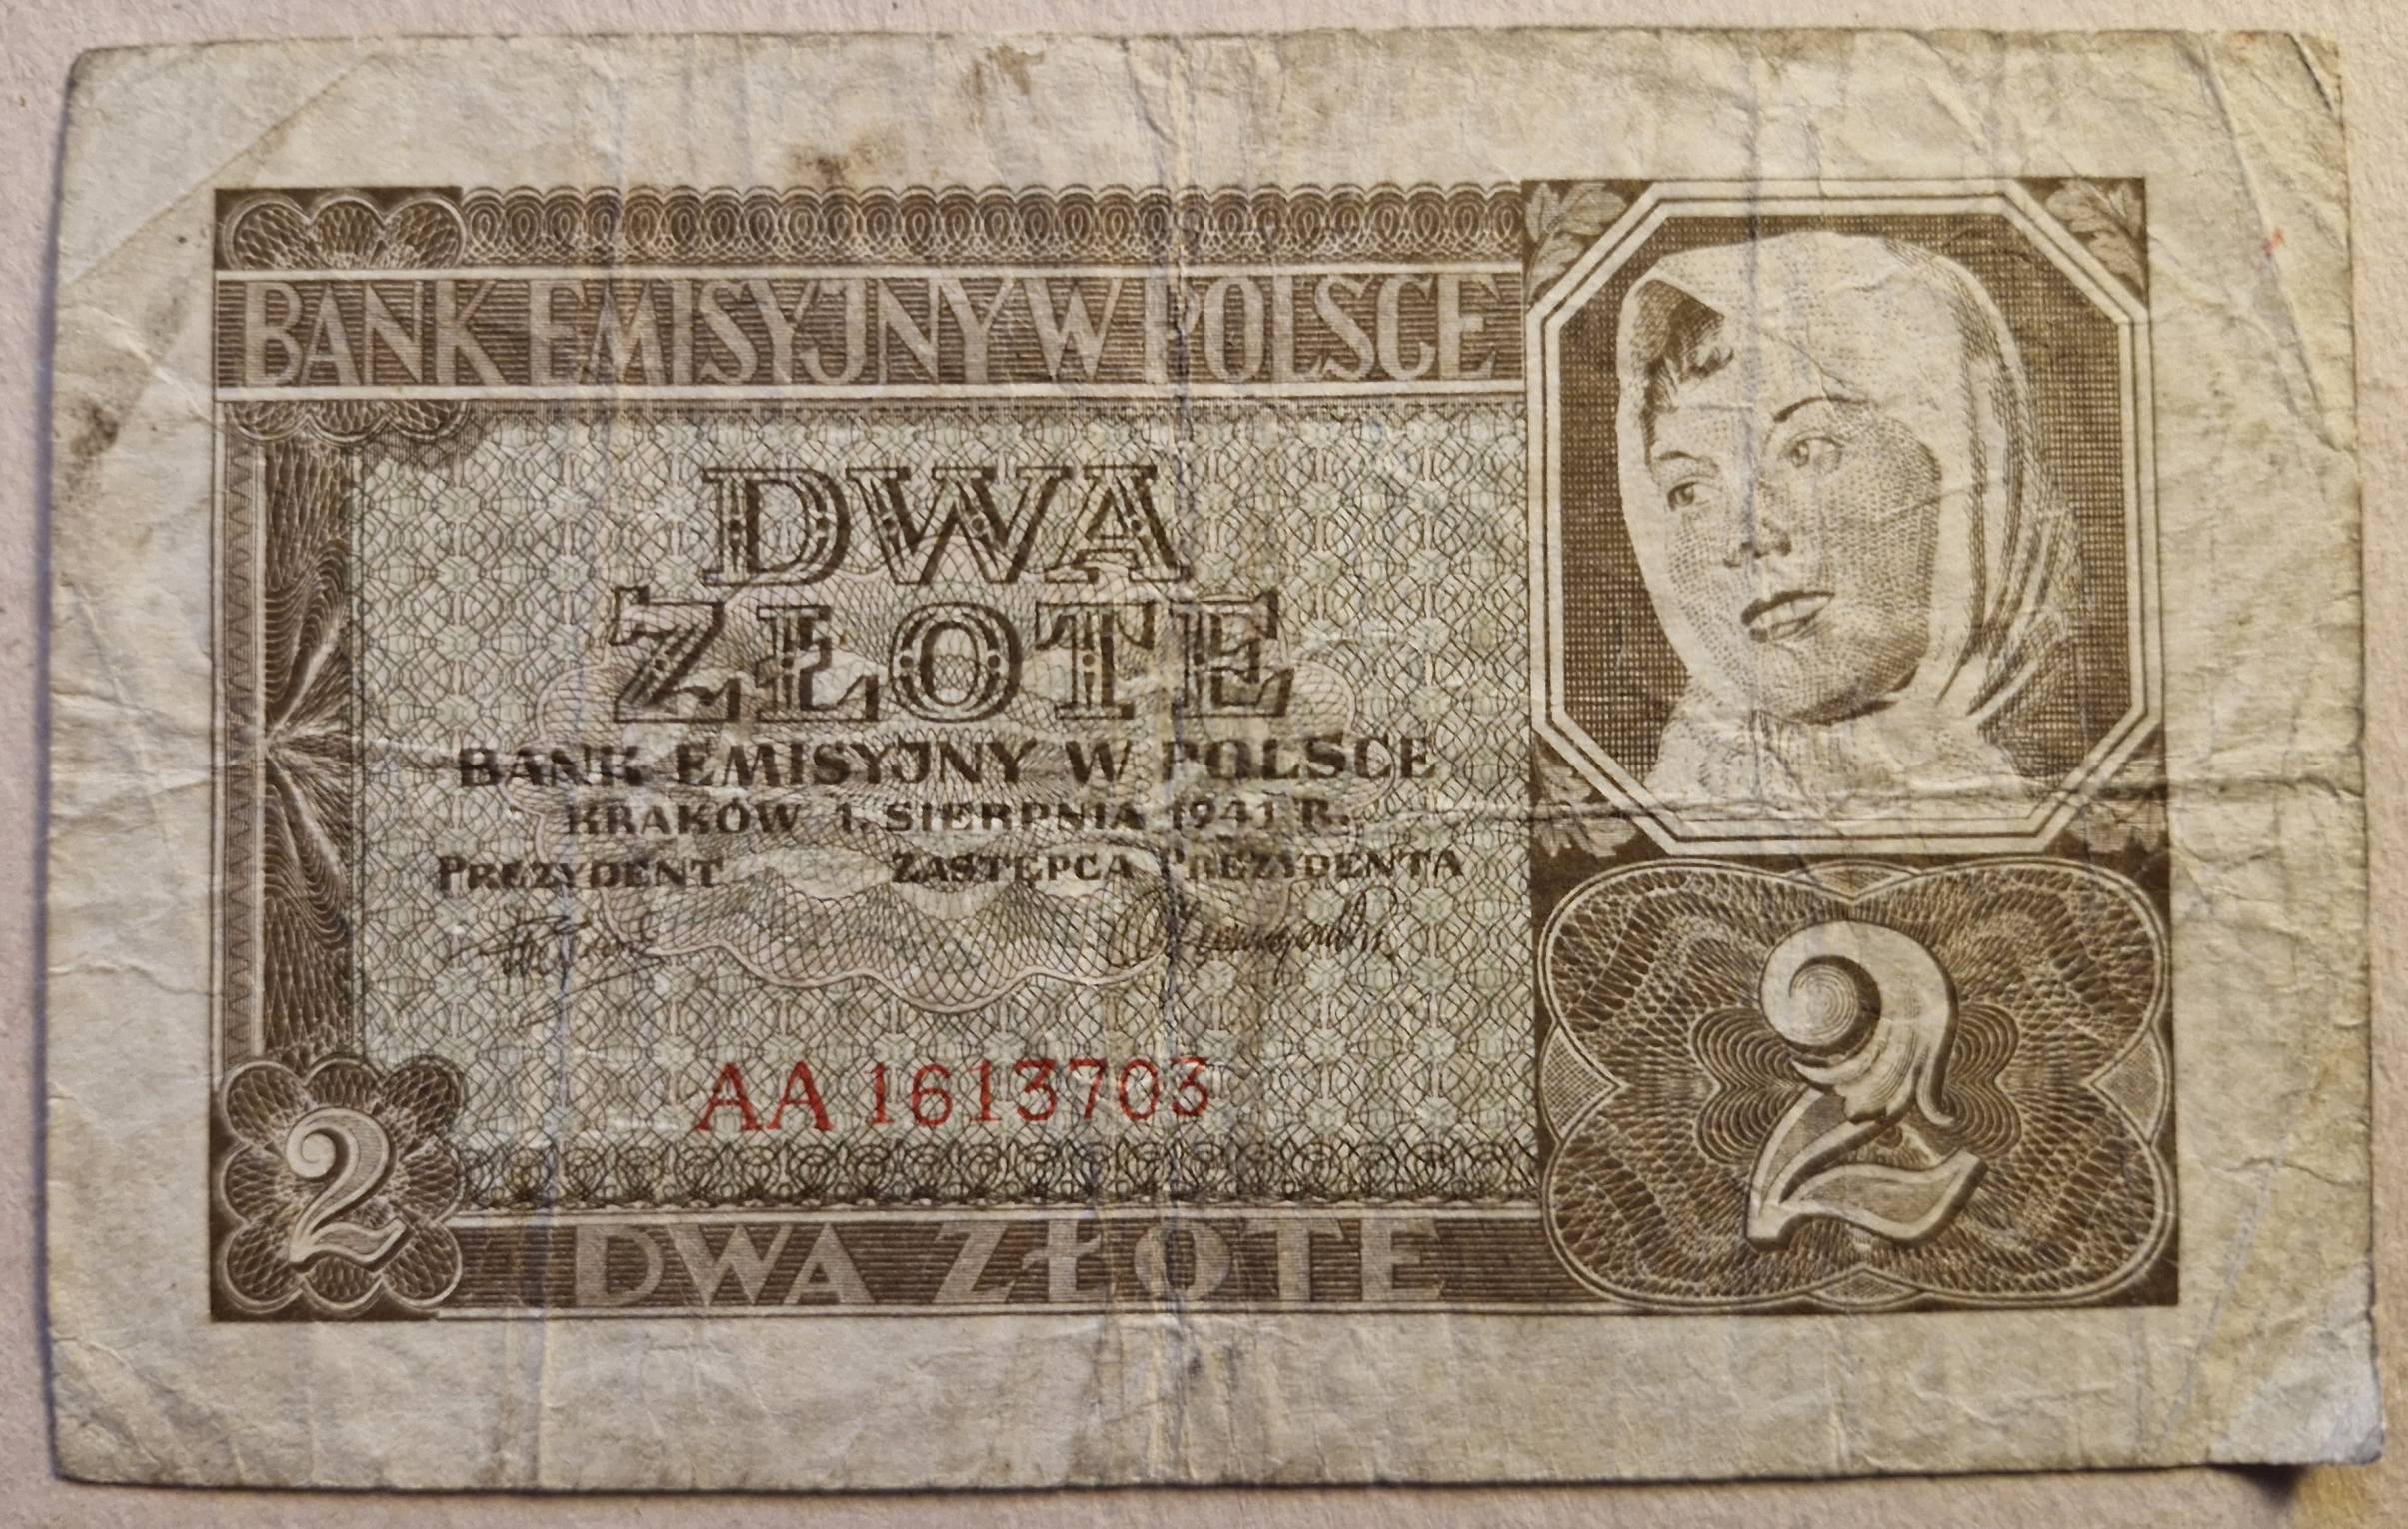 BANK EMISYJNY W POLSCE
DWA
ZŁOTE
BANK EMISYJNY W POLSCE
KRAKÓW 1. SIERPNIA 1941 R.
PREZYDENT ZASTĘPCA PREZYDENTA
AA 1613703
2
DWA ZŁOTE
2